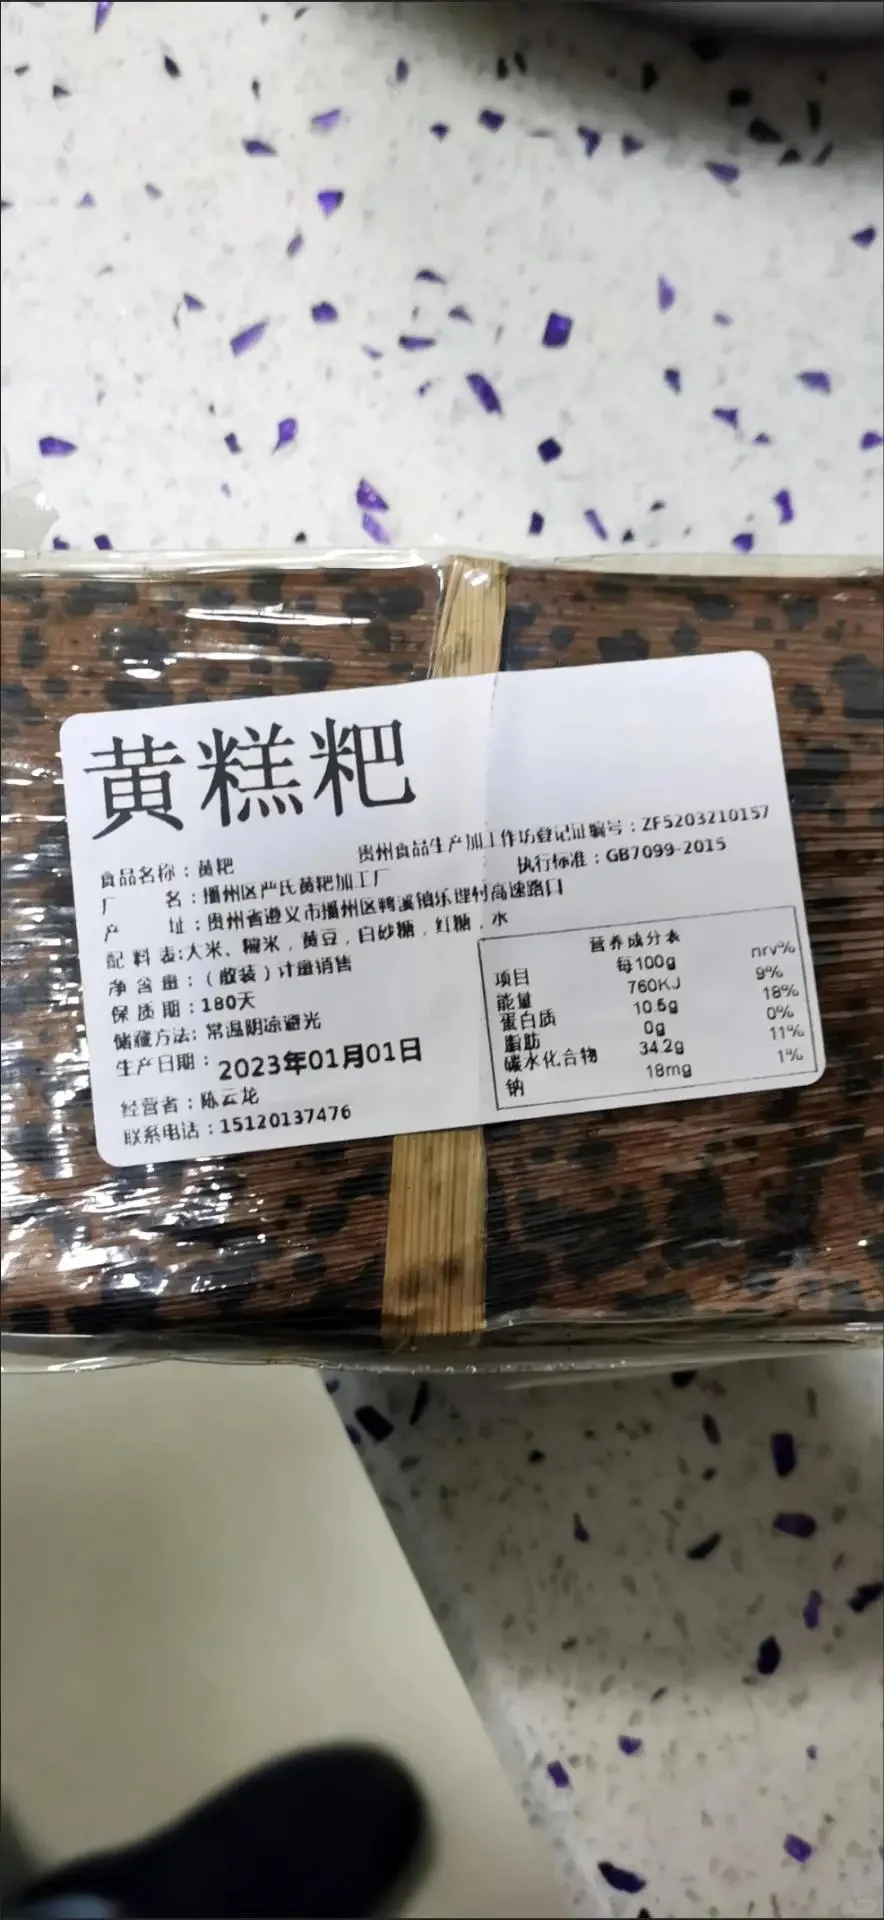 黄糕粑
食品名称：黄粑
贵州食品生产加工作坊登记证编号：ZF5203210157
厂 名：播州区严氏黄粑加工厂
执行标准：GB7099-2015
产 址：贵州省遵义市播州区鸭溪镇乐理村高速路口
配 料 表:大米、糯米，黄豆，白砂糖，红糖，水
净 含 量：（散装）计量销售
保 质 期：180天
储藏方法: 常温阴凉避光
生产日期：2023年01月01日
经营者：陈云龙
联系电话：15120137476
营养成分表
项目 每100g nrv%
能量 760KJ 9%
蛋白质 10.5g 18%
脂肪 0g 0%
碳水化合物 34.2g 11%
钠 18mg 1%